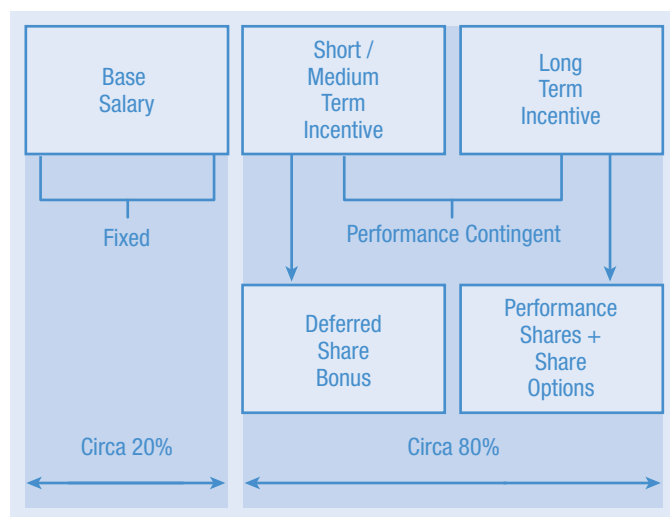 Base
Salary
Short /
Medium
Term
Incentive
Long
Term
Incentive
Fixed
Performance Contingent
Deferred
Share
Bonus
Performance
Shares +
Share
Options
Circa 20%
Circa 80%